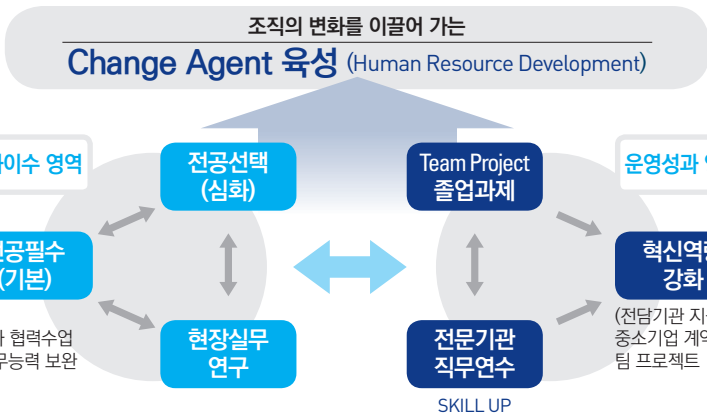 조직의 변화를 이끌어 가는
Change Agent 육성 (Human Resource Development)
이수 영역
전공선택
(심화)
Team Project
졸업과제
운영성과
전공필수
(기본)
혁신역량
강화
협력수업
능력 보완
현장실무
연구
전문기관
직무연수
(전담기관
중소기업
팀 프로젝트
SKILL UP